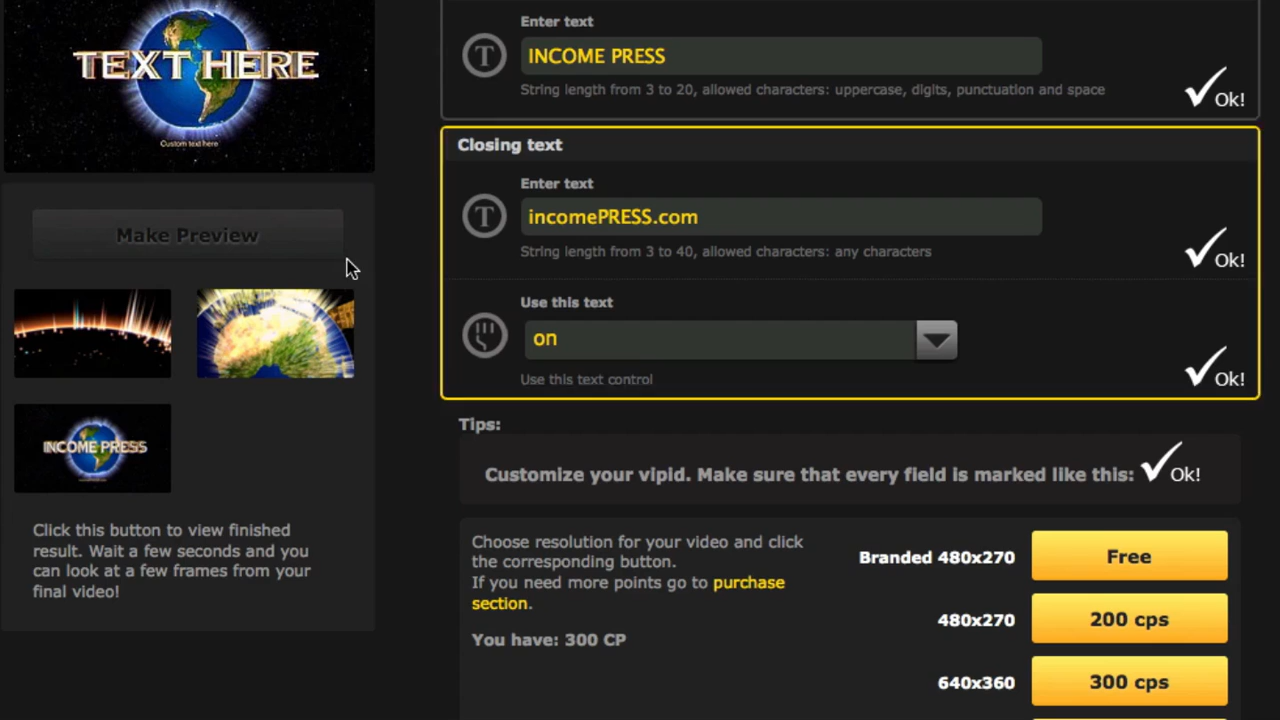 TEXT HERE
Custom text here
Make Preview
INCOME PRESS
Click this button to view finished
result. Wait a few seconds and you
can look at a few frames from your
final video!
Enter text
T
INCOME PRESS
String length from 3 to 20, allowed characters: uppercase, digits, punctuation and space
Ok!
Closing text
Enter text
T
incomePRESS.com
String length from 3 to 40, allowed characters: any characters
Ok!
Use this text
on
Use this text control
Ok!
Tips:
Customize your vipid. Make sure that every field is marked like this: Ok!
Choose resolution for your video and click
the corresponding button.
If you need more points go to purchase
section.
You have: 300 CP
Branded 480x270 Free
480x270 200 cps
640x360 300 cps